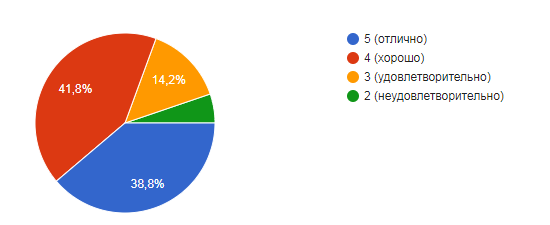 41,8%
14,2%
38,8%
5 (отлично)
4 (хорошо)
3 (удовлетворительно)
2 (неудовлетворительно)